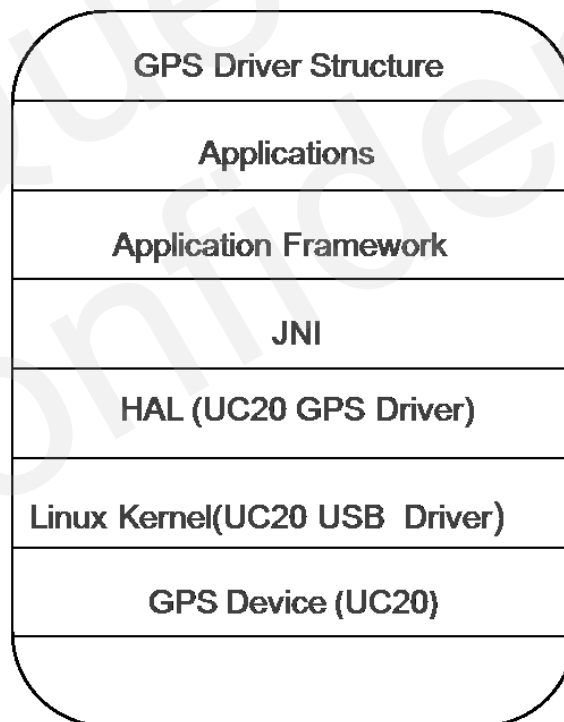 GPS Driver Structure
Applications
Application Framework
JNI
HAL (UC20 GPS Driver)
Linux Kernel(UC20 USB Driver)
GPS Device (UC20)